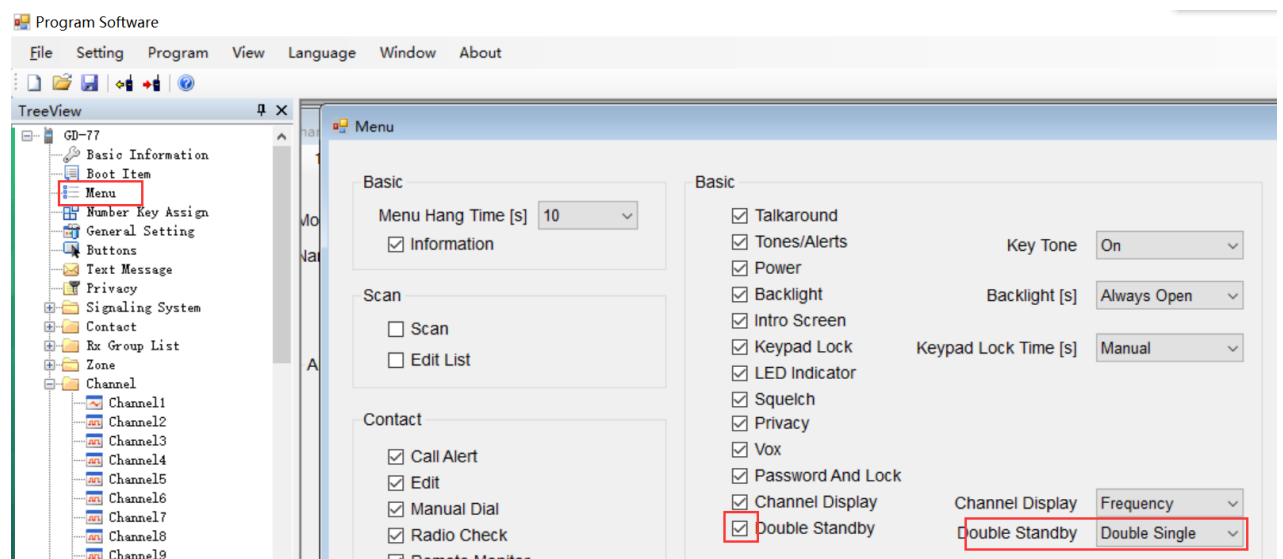 Program Software
File Setting Program View Language Window About
TreeView
GD-77
Basic Information
Boot Item
Menu
Number Key Assign
General Setting
Buttons
Text Message
Privacy
Signaling System
Contact
Rx Group List
Zone
Channel
Channel1
Channel2
Channel3
Channel4
Channel5
Channel6
Channel7
Channel8
Channel9
Menu
Basic
Menu Hang Time [s] 10
Information
Scan
Scan
Edit List
Contact
Call Alert
Edit
Manual Dial
Radio Check
Remote Monitor
Basic
Talkaround
Tones/Alerts Key Tone On
Power
Backlight Backlight [s] Always Open
Intro Screen
Keypad Lock Keypad Lock Time [s] Manual
LED Indicator
Squelch
Privacy
Vox
Password And Lock
Channel Display Channel Display Frequency
Double Standby Double Standby Double Single